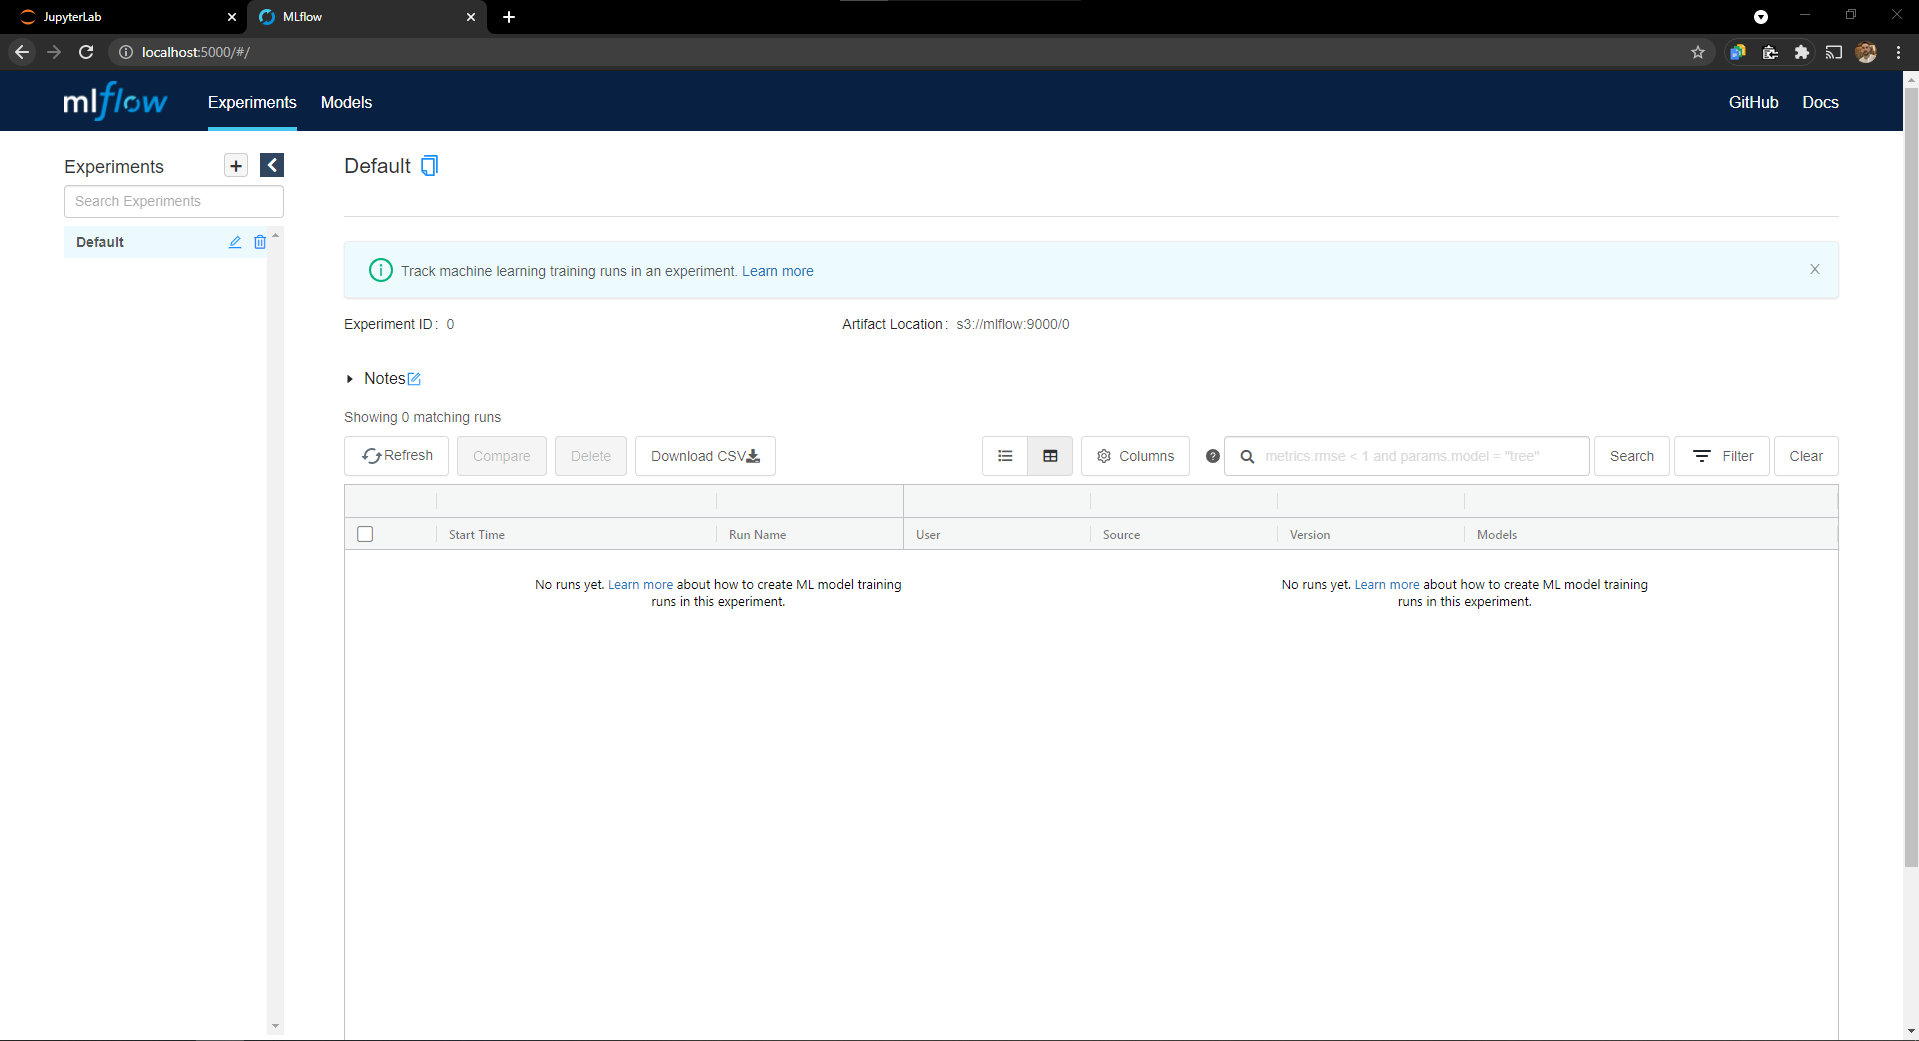 JupyterLab
MLflow
localhost:5000/#/
mlflow
Experiments
Models
GitHub
Docs
Experiments
Search Experiments
Default
Default
Track machine learning training runs in an experiment. Learn more
Experiment ID: 0
Artifact Location: s3://mlflow:9000/0
Notes
Showing 0 matching runs
Refresh
Compare
Delete
Download CSV
Columns
metrics.rmse < 1 and params.model = "tree"
Search
Filter
Clear
Start Time
Run Name
User
Source
Version
Models
No runs yet. Learn more about how to create ML model training
runs in this experiment.
No runs yet. Learn more about how to create ML model training
runs in this experiment.